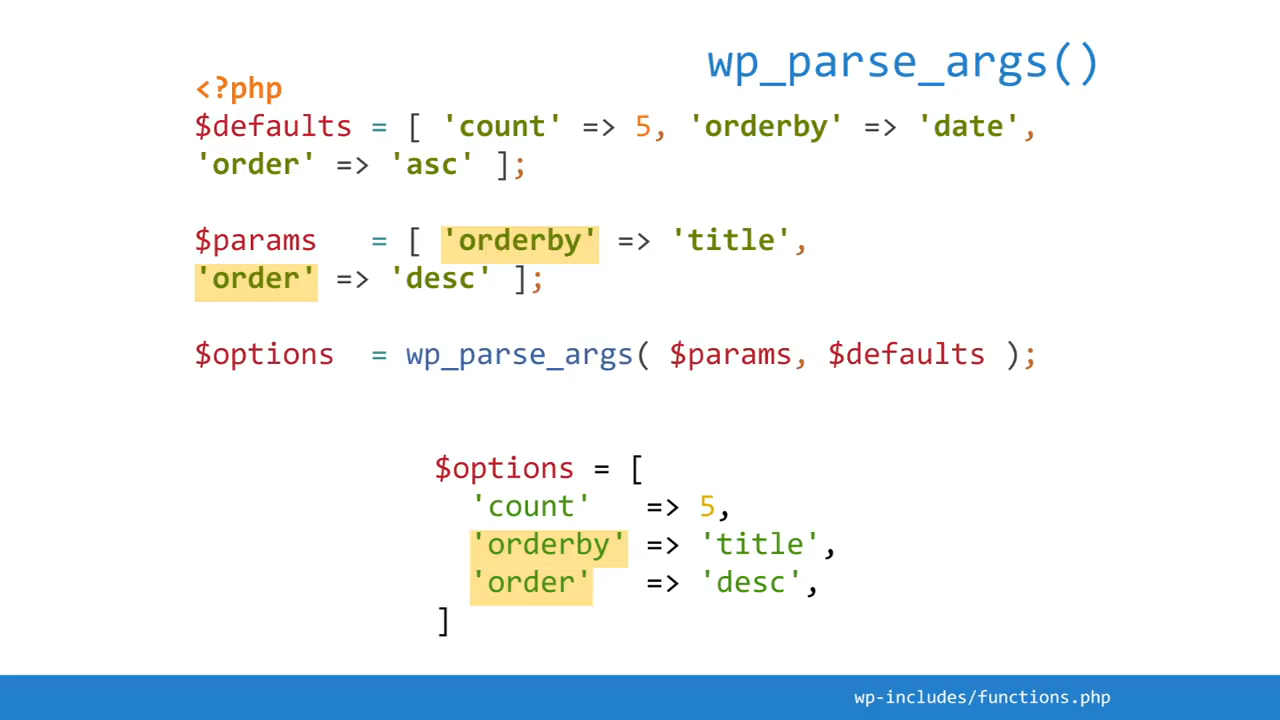 wp_parse_args()
<?php
$defaults = [ 'count' => 5, 'orderby' => 'date',
'order' => 'asc' ];
$params   = [ 'orderby' => 'title',
'order' => 'desc' ];
$options  = wp_parse_args( $params, $defaults );
$options = [
  'count'   => 5,
  'orderby' => 'title',
  'order'   => 'desc',
]
wp-includes/functions.php